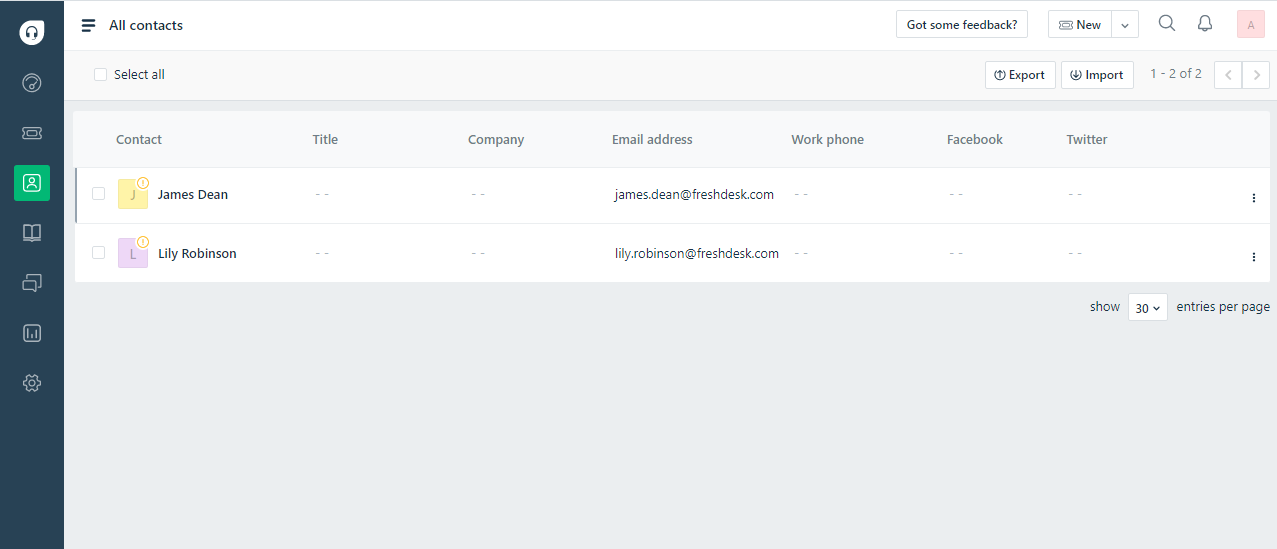 All contacts
Got some feedback?
New
A
Select all
Export
Import
1 - 2 of 2
Contact Title Company Email address Work phone Facebook Twitter
J James Dean - - - - james.dean@freshdesk.com - - - - - -
L Lily Robinson - - - - lily.robinson@freshdesk.com - - - - - -
show 30 entries per page